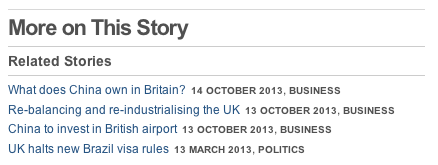 More on This Story
Related Stories
What does China own in Britain? 14 OCTOBER 2013, BUSINESS
Re-balancing and re-industrialising the UK 13 OCTOBER 2013, BUSINESS
China to invest in British airport 13 OCTOBER 2013, BUSINESS
UK halts new Brazil visa rules 13 MARCH 2013, POLITICS